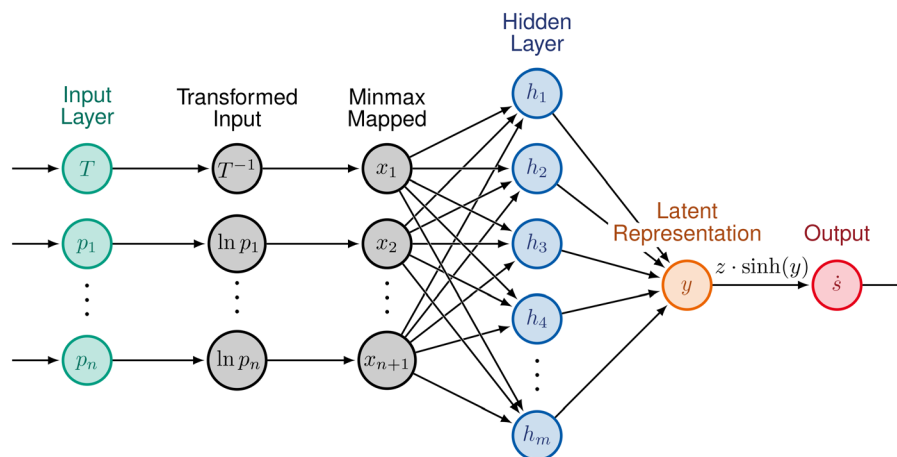 Hidden
Layer
Input
Layer
Transformed
Input
Minmax
Mapped
h₁
T
T⁻¹
x₁
h₂
Latent
Representation
Output
p₁
ln p₁
x₂
h₃
z · sinh(y)
y
ṡ
h₄
pₙ
ln pₙ
xₙ₊₁
hₘ